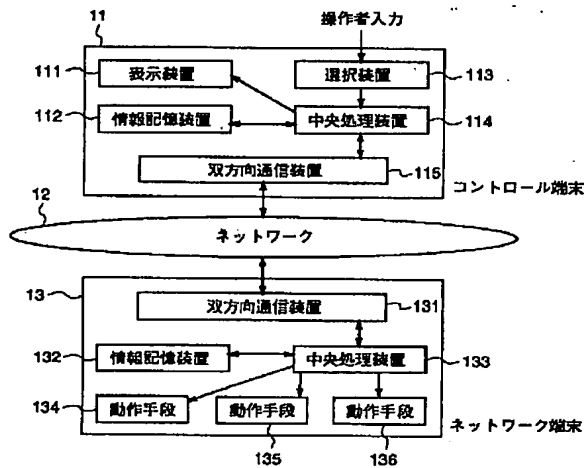 操作者入力
11
111
表示装置
選択装置
113
112
情報記憶装置
中央処理装置
114
双方向通信装置
115
コントロール端末
12
ネットワーク
13
双方向通信装置
131
132
情報記憶装置
中央処理装置
133
134
動作手段
動作手段
動作手段
ネットワーク端末
135
136